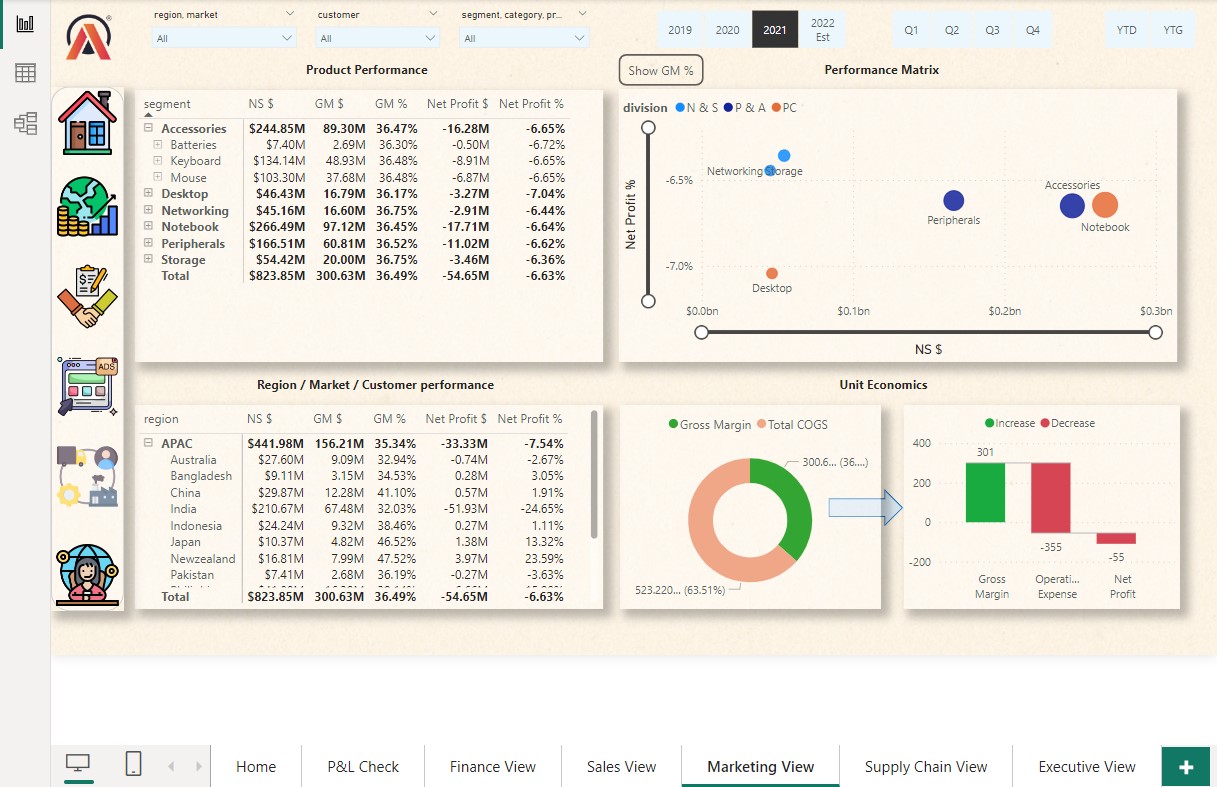 region, market
customer
segment, category, pr...
All
All
All
2019 2020 2021 2022 Est
Q1 Q2 Q3 Q4
YTD YTG
Product Performance
Show GM %
Performance Matrix
segment NS $ GM $ GM % Net Profit $ Net Profit %
Accessories $244.85M 89.30M 36.47% -16.28M -6.65%
Batteries $7.40M 2.69M 36.30% -0.50M -6.72%
Keyboard $134.14M 48.93M 36.48% -8.91M -6.65%
Mouse $103.30M 37.68M 36.48% -6.87M -6.65%
Desktop $46.43M 16.79M 36.17% -3.27M -7.04%
Networking $45.16M 16.60M 36.75% -2.91M -6.44%
Notebook $266.49M 97.12M 36.45% -17.71M -6.64%
Peripherals $166.51M 60.81M 36.52% -11.02M -6.62%
Storage $54.42M 20.00M 36.75% -3.46M -6.36%
Total $823.85M 300.63M 36.49% -54.65M -6.63%
division N & S P & A PC
Net Profit %
-6.5%
-7.0%
Networking Storage
Accessories
Peripherals
Notebook
Desktop
$0.0bn $0.1bn $0.2bn $0.3bn
NS $
ADS
Region / Market / Customer performance
Unit Economics
region NS $ GM $ GM % Net Profit $ Net Profit %
APAC $441.98M 156.21M 35.34% -33.33M -7.54%
Australia $27.60M 9.09M 32.94% -0.74M -2.67%
Bangladesh $9.11M 3.15M 34.53% 0.28M 3.05%
China $29.87M 12.28M 41.10% 0.57M 1.91%
India $210.67M 67.48M 32.03% -51.93M -24.65%
Indonesia $24.24M 9.32M 38.46% 0.27M 1.11%
Japan $10.37M 4.82M 46.52% 1.38M 13.32%
Newzealand $16.81M 7.99M 47.52% 3.97M 23.59%
Pakistan $7.41M 2.68M 36.19% -0.27M -3.63%
Total $823.85M 300.63M 36.49% -54.65M -6.63%
Gross Margin Total COGS
300.6... (36....)
523.220... (63.51%)
Increase Decrease
400
200
0
-200
301
-355
-55
Gross Margin
Operati... Expense
Net Profit
Home P&L Check Finance View Sales View Marketing View Supply Chain View Executive View